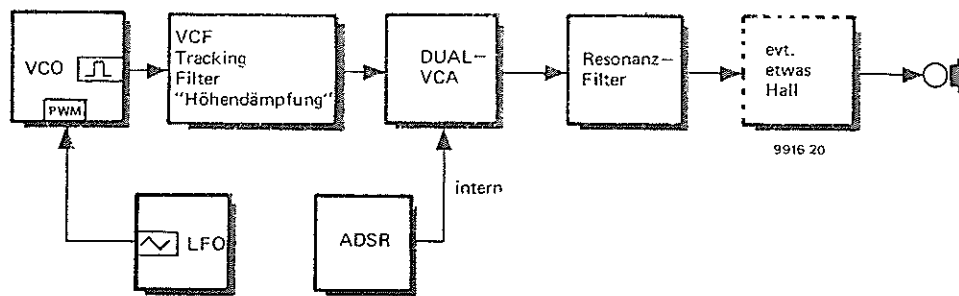 VCO
PWM
VCF
Tracking
Filter
"Höhendämpfung"
DUAL-
VCA
Resonanz-
Filter
evt.
etwas
Hall
9916 20
intern
LFO
ADSR